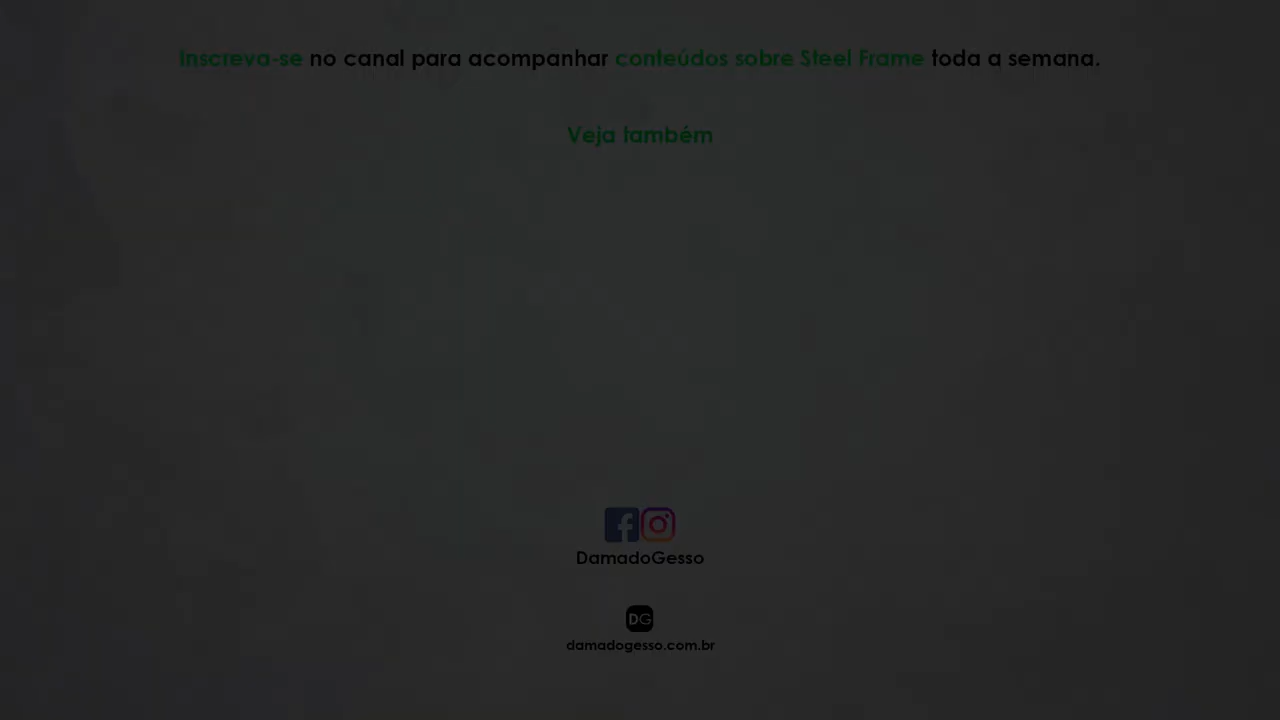 Inscreva-se no canal para acompanhar conteúdos sobre Steel Frame toda a semana.
Veja também
DamadoGesso
DG
damadogesso.com.br